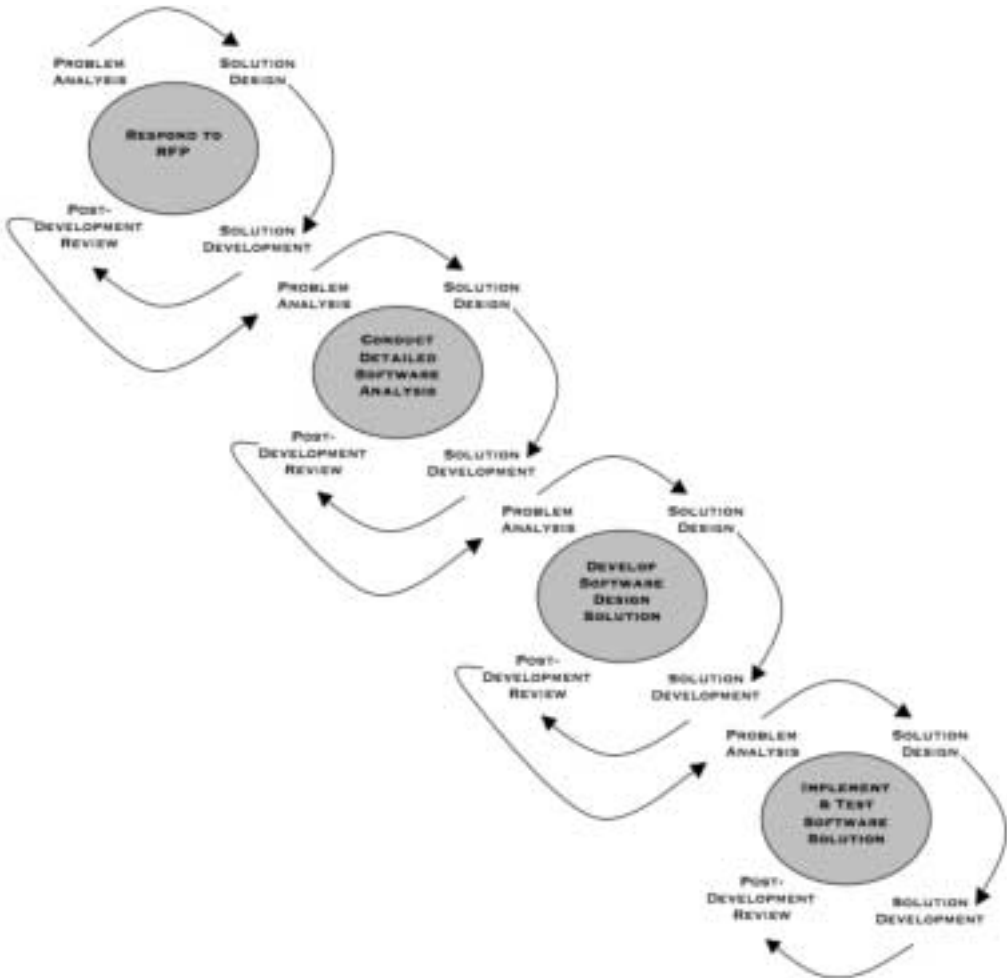 PROBLEM
ANALYSIS
SOLUTION
DESIGN
RESPOND TO
RFP
POST-
DEVELOPMENT
REVIEW
SOLUTION
DEVELOPMENT
PROBLEM
ANALYSIS
SOLUTION
DESIGN
CONDUCT
DETAILED
SOFTWARE
ANALYSIS
POST-
DEVELOPMENT
REVIEW
SOLUTION
DEVELOPMENT
PROBLEM
ANALYSIS
SOLUTION
DESIGN
DEVELOP
SOFTWARE
DESIGN
SOLUTION
POST-
DEVELOPMENT
REVIEW
SOLUTION
DEVELOPMENT
PROBLEM
ANALYSIS
SOLUTION
DESIGN
IMPLEMENT
& TEST
SOFTWARE
SOLUTION
POST-
DEVELOPMENT
REVIEW
SOLUTION
DEVELOPMENT